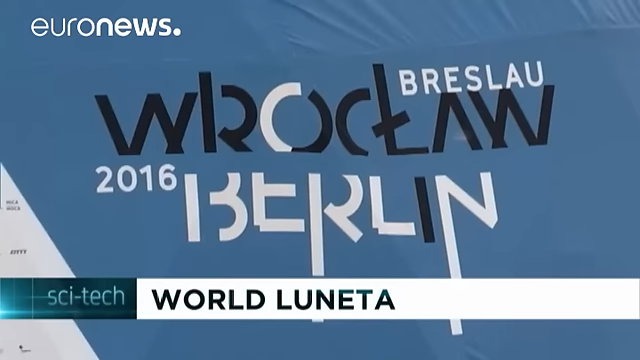 euronews.
BRESLAU
WROCŁAW
2016
BERLIN
sci-tech
WORLD LUNETA